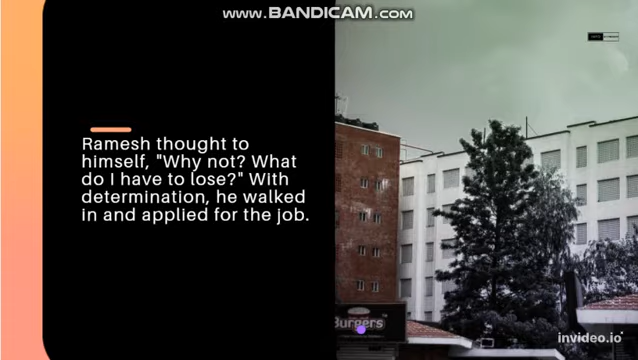 www.BANDICAM.com
Ramesh thought to
himself, "Why not? What
do I have to lose?" With
determination, he walked
in and applied for the job.
Burgers
invideo.io